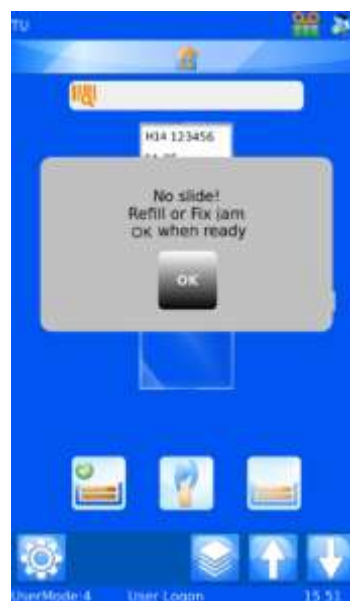 TU
H14 123456
No slide!
Refill or Fix jam
OK when ready
OK
UserMode:4 User Logon 15 51